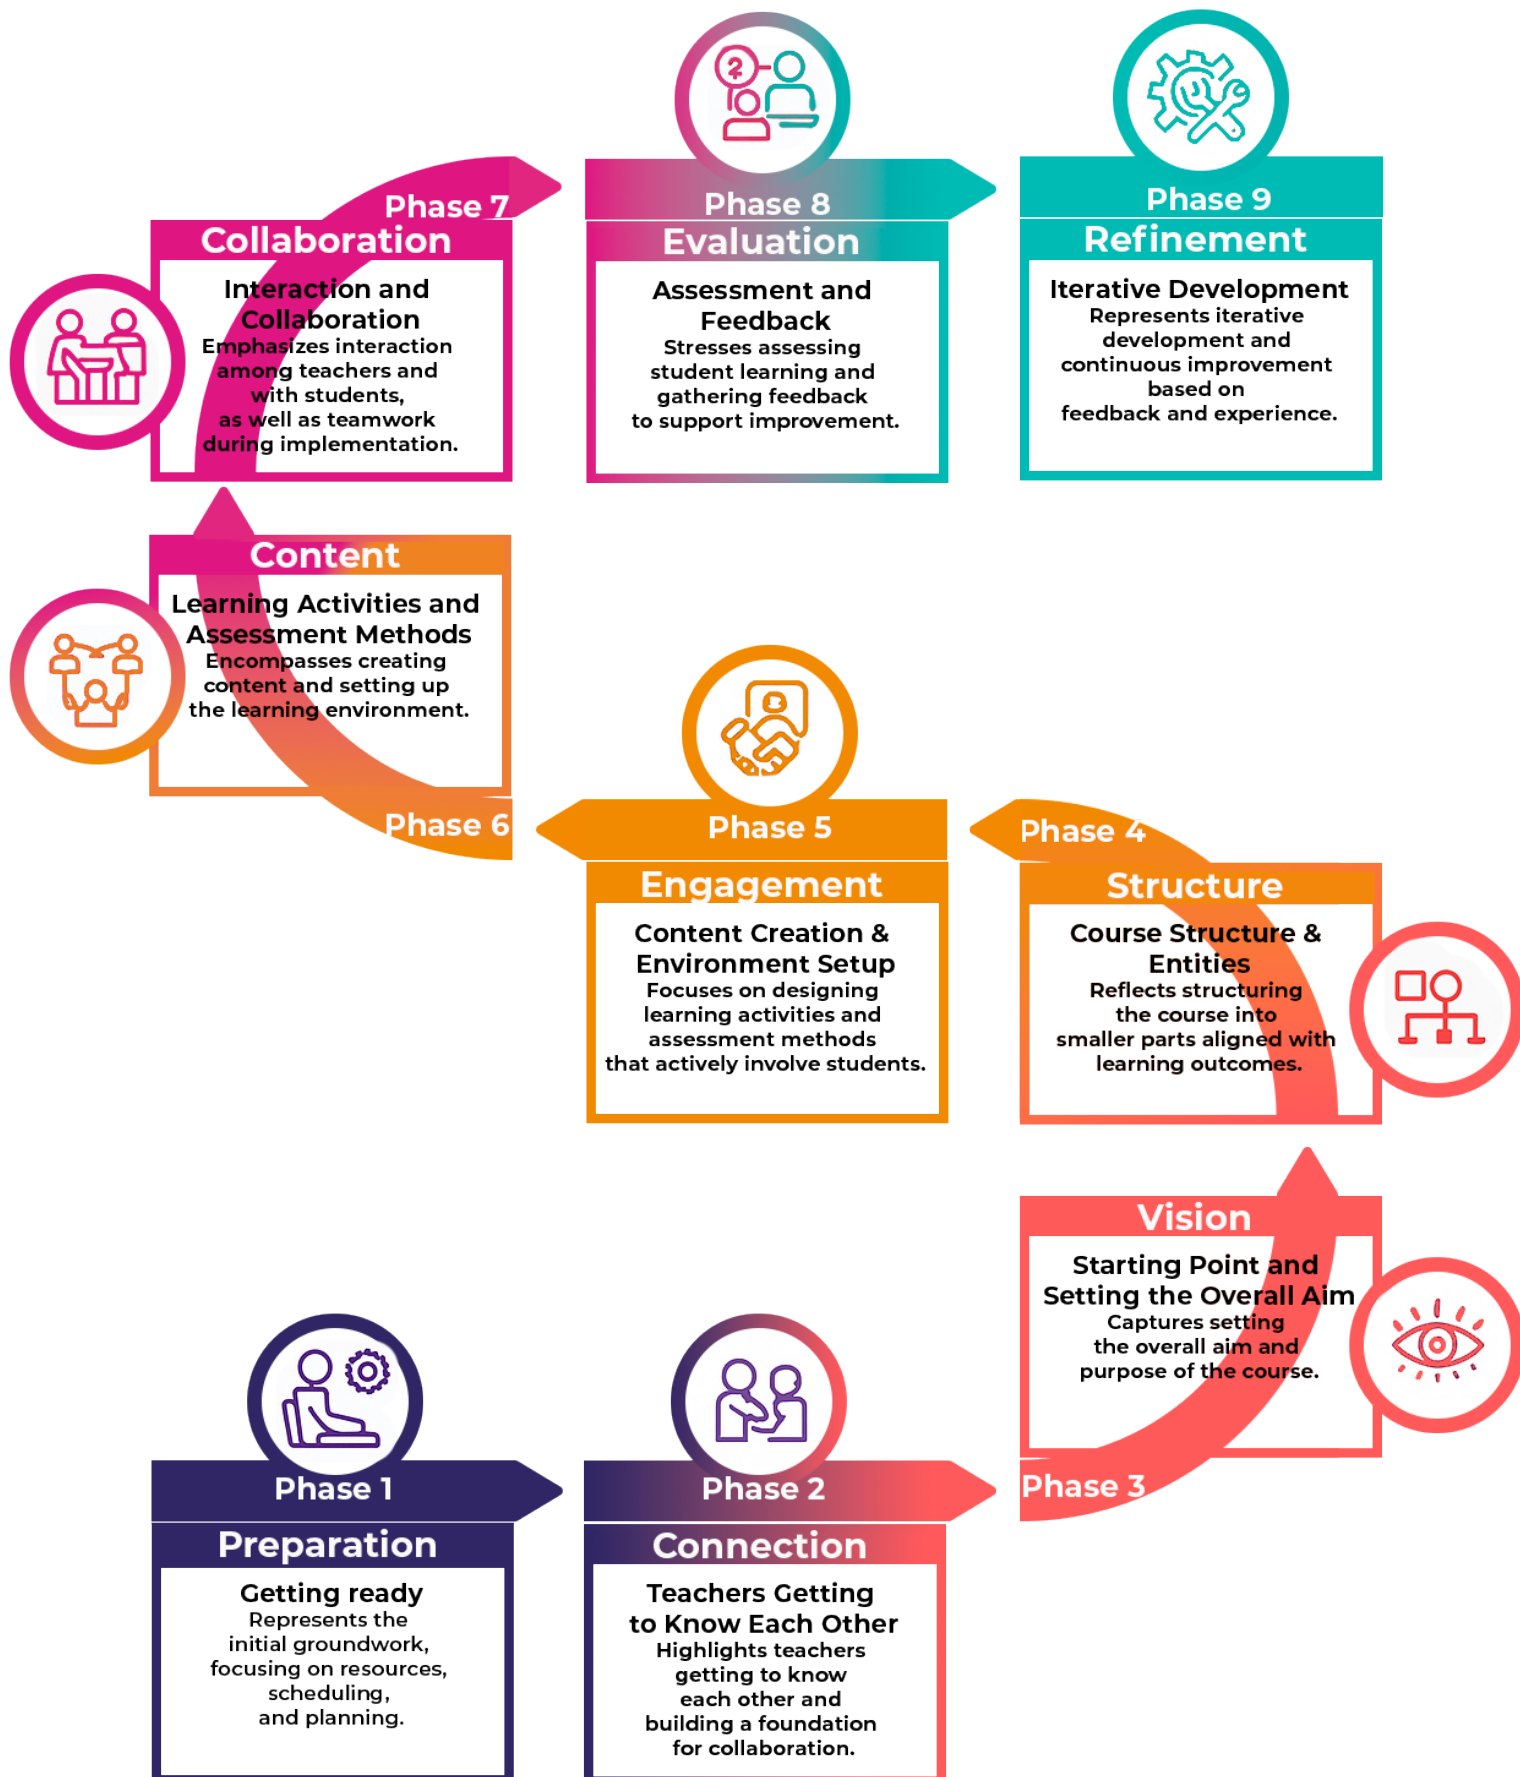 Phase 7
Collaboration
Interaction and
Collaboration
Emphasizes interaction
among teachers and
with students,
as well as teamwork
during implementation.
2
Phase 8
Evaluation
Assessment and
Feedback
Stresses assessing
student learning and
gathering feedback
to support improvement.
Phase 9
Refinement
Iterative Development
Represents iterative
development and
continuous improvement
based on
feedback and experience.
Content
Learning Activities and
Assessment Methods
Encompasses creating
content and setting up
the learning environment.
Phase 6
Phase 5
Engagement
Content Creation &
Environment Setup
Focuses on designing
learning activities and
assessment methods
that actively involve students.
Phase 4
Structure
Course Structure &
Entities
Reflects structuring
the course into
smaller parts aligned with
learning outcomes.
Vision
Starting Point and
Setting the Overall Aim
Captures setting
the overall aim and
purpose of the course.
Phase 3
Phase 1
Preparation
Getting ready
Represents the
initial groundwork,
focusing on resources,
scheduling,
and planning.
Phase 2
Connection
Teachers Getting
to Know Each Other
Highlights teachers
getting to know
each other and
building a foundation
for collaboration.